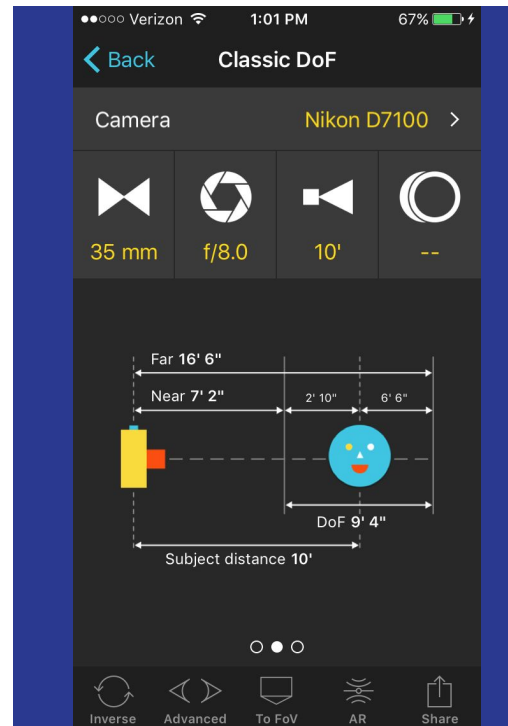 ●●○○○ Verizon 1:01 PM 67%
Back Classic DoF
Camera Nikon D7100 >
35 mm f/8.0 10' --
Far 16' 6"
Near 7' 2" 2' 10" 6' 6"
DoF 9' 4"
Subject distance 10'
Inverse Advanced To FoV AR Share